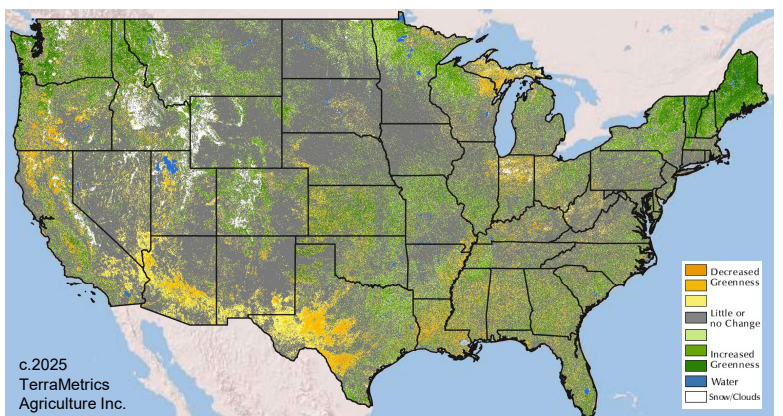 Decreased
Greenness
Little or
no Change
Increased
Greenness
Water
Snow/Clouds
c.2025
TerraMetrics
Agriculture Inc.